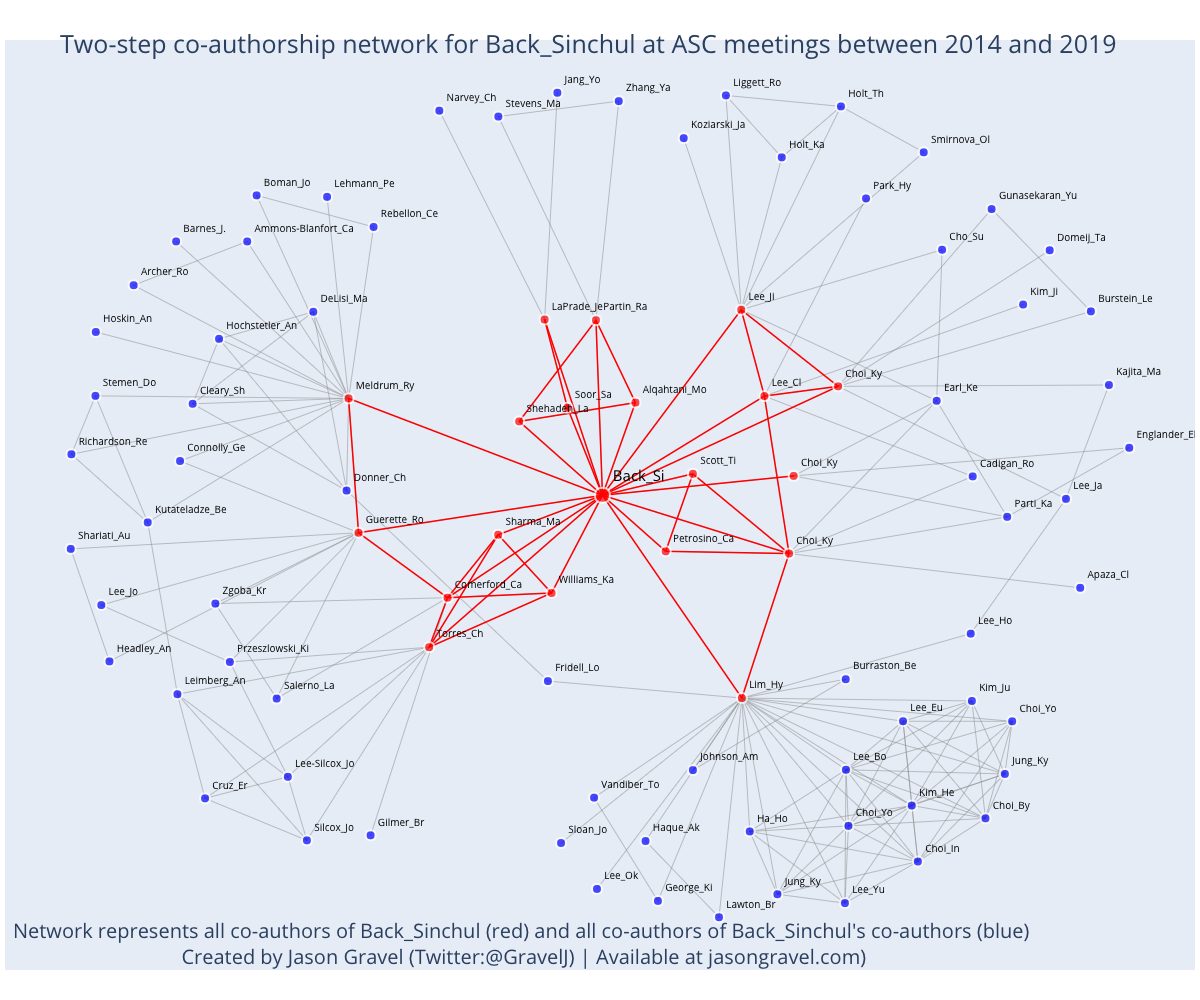 Two-step co-authorship network for Back_Sinchul at ASC meetings between 2014 and 2019
Jang_Yo
Zhang_Ya
Liggett_Ro
Holt_Th
Narvey_Ch
Stevens_Ma
Koziarski_Ja
Holt_Ka
Smirnova_Ol
Boman_Jo
Lehmann_Pe
Park_Hy
Gunasekaran_Yu
Rebellon_Ce
Barnes_J.
Ammons-Blanfort_Ca
Cho_Su
Domeij_Ta
Archer_Ro
DeLisi_Ma
LaPrade_Je
Partin_Ra
Lee_Ji
Kim_Ji
Burstein_Le
Hoskin_An
Hochstetler_An
Stemen_Do
Cleary_Sh
Meldrum_Ry
Soor_Sa
Alqahtani_Mo
Lee_Cl
Choi_Ky
Earl_Ke
Kajita_Ma
Shehadeh_La
Richardson_Re
Connolly_Ge
Englander_El
Donner_Ch
Back_Si
Scott_Ti
Choi_Ky
Cadigan_Ro
Lee_Ja
Kutateladze_Be
Guerette_Ro
Sharma_Ma
Parti_Ka
Shariati_Au
Petrosino_Ca
Choi_Ky
Lee_Jo
Zgoba_Kr
Comerford_Ca
Williams_Ka
Apaza_Cl
Headley_An
Przeszlowski_Ki
Torres_Ch
Lee_Ho
Leimberg_An
Salerno_La
Fridell_Lo
Lim_Hy
Burraston_Be
Kim_Ju
Lee_Eu
Choi_Yo
Lee-Silcox_Jo
Johnson_Am
Lee_Bo
Jung_Ky
Cruz_Er
Vandiber_To
Kim_He
Choi_By
Silcox_Jo
Gilmer_Br
Sloan_Jo
Haque_Ak
Ha_Ho
Choi_Yo
Choi_In
Lee_Ok
George_Ki
Jung_Ky
Lee_Yu
Lawton_Br
Network represents all co-authors of Back_Sinchul (red) and all co-authors of Back_Sinchul's co-authors (blue)
Created by Jason Gravel (Twitter:@GravelJ) | Available at jasongravel.com)